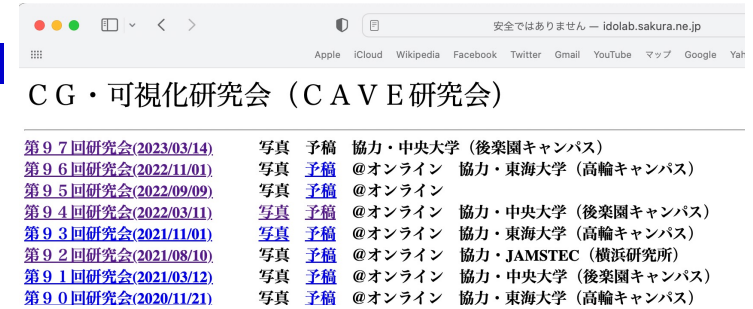 安全ではありません — idolab.sakura.ne.jp
Apple iCloud Wikipedia Facebook Twitter Gmail YouTube マップ Google Yah
ＣＧ・可視化研究会（ＣＡＶＥ研究会）
第９７回研究会(2023/03/14) 写真 予稿 協力・中央大学（後楽園キャンパス）
第９６回研究会(2022/11/01) 写真 予稿 @オンライン 協力・東海大学（高輪キャンパス）
第９５回研究会(2022/09/09) 写真 予稿 @オンライン
第９４回研究会(2022/03/11) 写真 予稿 @オンライン 協力・中央大学（後楽園キャンパス）
第９３回研究会(2021/11/01) 写真 予稿 @オンライン 協力・東海大学（高輪キャンパス）
第９２回研究会(2021/08/10) 写真 予稿 @オンライン 協力・JAMSTEC（横浜研究所）
第９１回研究会(2021/03/12) 写真 予稿 @オンライン 協力・中央大学（後楽園キャンパス）
第９０回研究会(2020/11/21) 写真 予稿 @オンライン 協力・東海大学（高輪キャンパス）